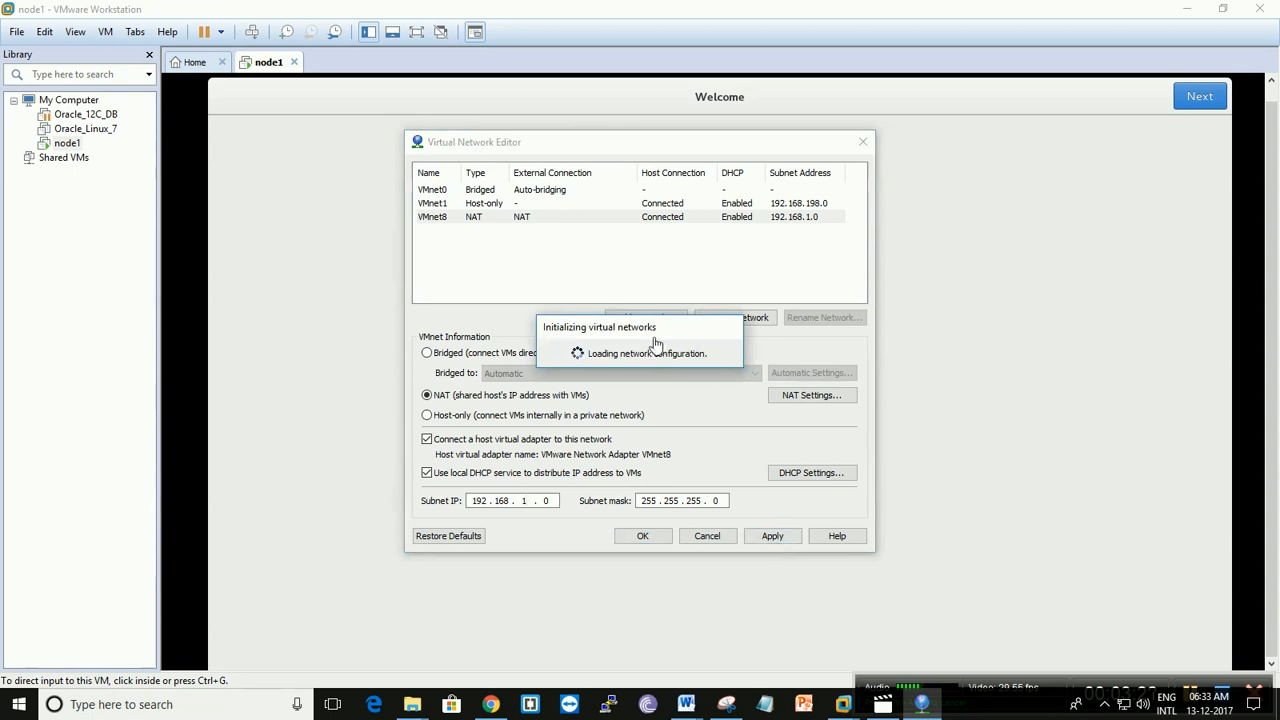 node1 - VMware Workstation
File Edit View VM Tabs Help
Library
Type here to search
My Computer
Oracle_12C_DB
Oracle_Linux_7
node1
Shared VMs
Home
node1
Welcome
Next
Virtual Network Editor
Name Type External Connection Host Connection DHCP Subnet Address
VMnet0 Bridged Auto-bridging - - -
VMnet1 Host-only - Connected Enabled 192.168.198.0
VMnet8 NAT NAT Connected Enabled 192.168.1.0
Rename Network...
Initializing virtual networks
Loading network configuration.
VMnet Information
Bridged (connect VMs
Bridged to: Automatic Automatic Settings...
NAT (shared host's IP address with VMs) NAT Settings...
Host-only (connect VMs internally in a private network)
Connect a host virtual adapter to this network
Host virtual adapter name: VMware Network Adapter VMnet8
Use local DHCP service to distribute IP address to VMs DHCP Settings...
Subnet IP: 192 . 168 . 1 . 0 Subnet mask: 255 . 255 . 255 . 0
Restore Defaults OK Cancel Apply Help
To direct input to this VM, click inside or press Ctrl+G.
Type here to search
ENG
INTL
06:33 AM
13-12-2017